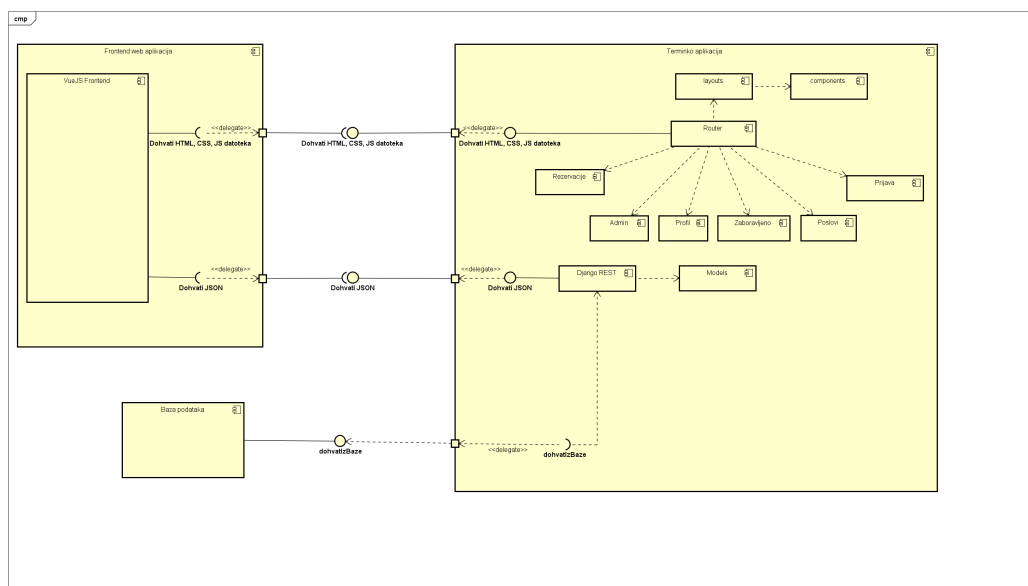 cmp
Frontend web aplikacija
Terminko aplikacija
VueJS Frontend
layouts
components
<<delegate>>
<<delegate>>
Router
Dohvati HTML, CSS, JS datoteka
Dohvati HTML, CSS, JS datoteka
Dohvati HTML, CSS, JS datoteka
Rezervacije
Prijava
Admin
Profil
Zaboravljeno
Poslovi
<<delegate>>
<<delegate>>
Django REST
Models
Dohvati JSON
Dohvati JSON
Dohvati JSON
Baza podataka
<<delegate>>
dohvatiIzBaze
dohvatiIzBaze